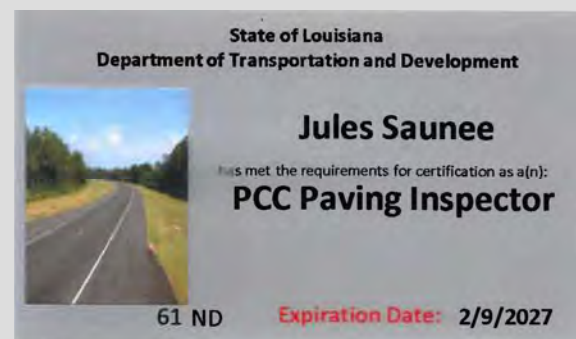 State of Louisiana
Department of Transportation and Development
Jules Saunee
has met the requirements for certification as a(n):
PCC Paving Inspector
61 ND Expiration Date: 2/9/2027